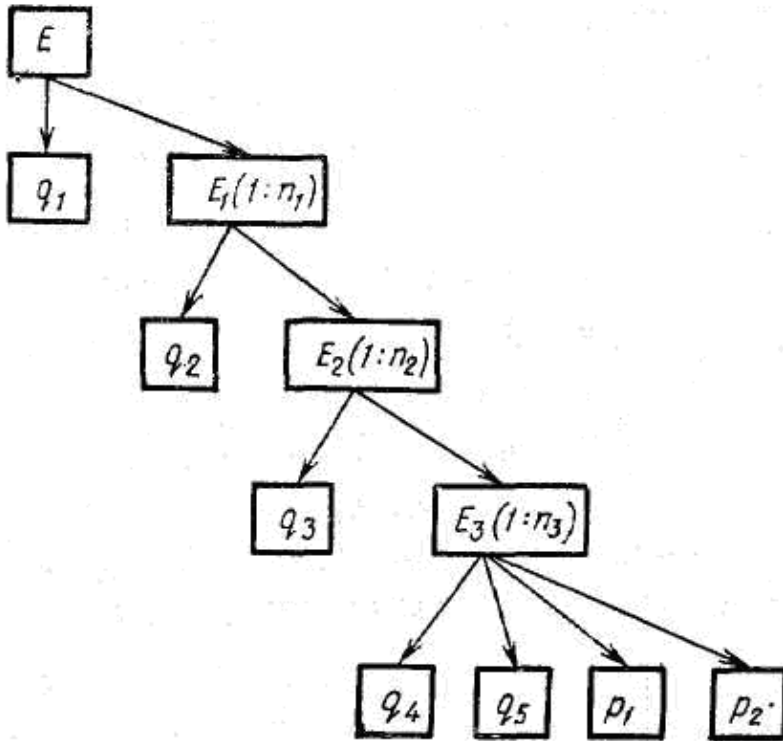 E
q₁ E₁(1:n₁)
q₂ E₂(1:n₂)
q₃ E₃(1:n₃)
q₄ q₅ p₁ p₂